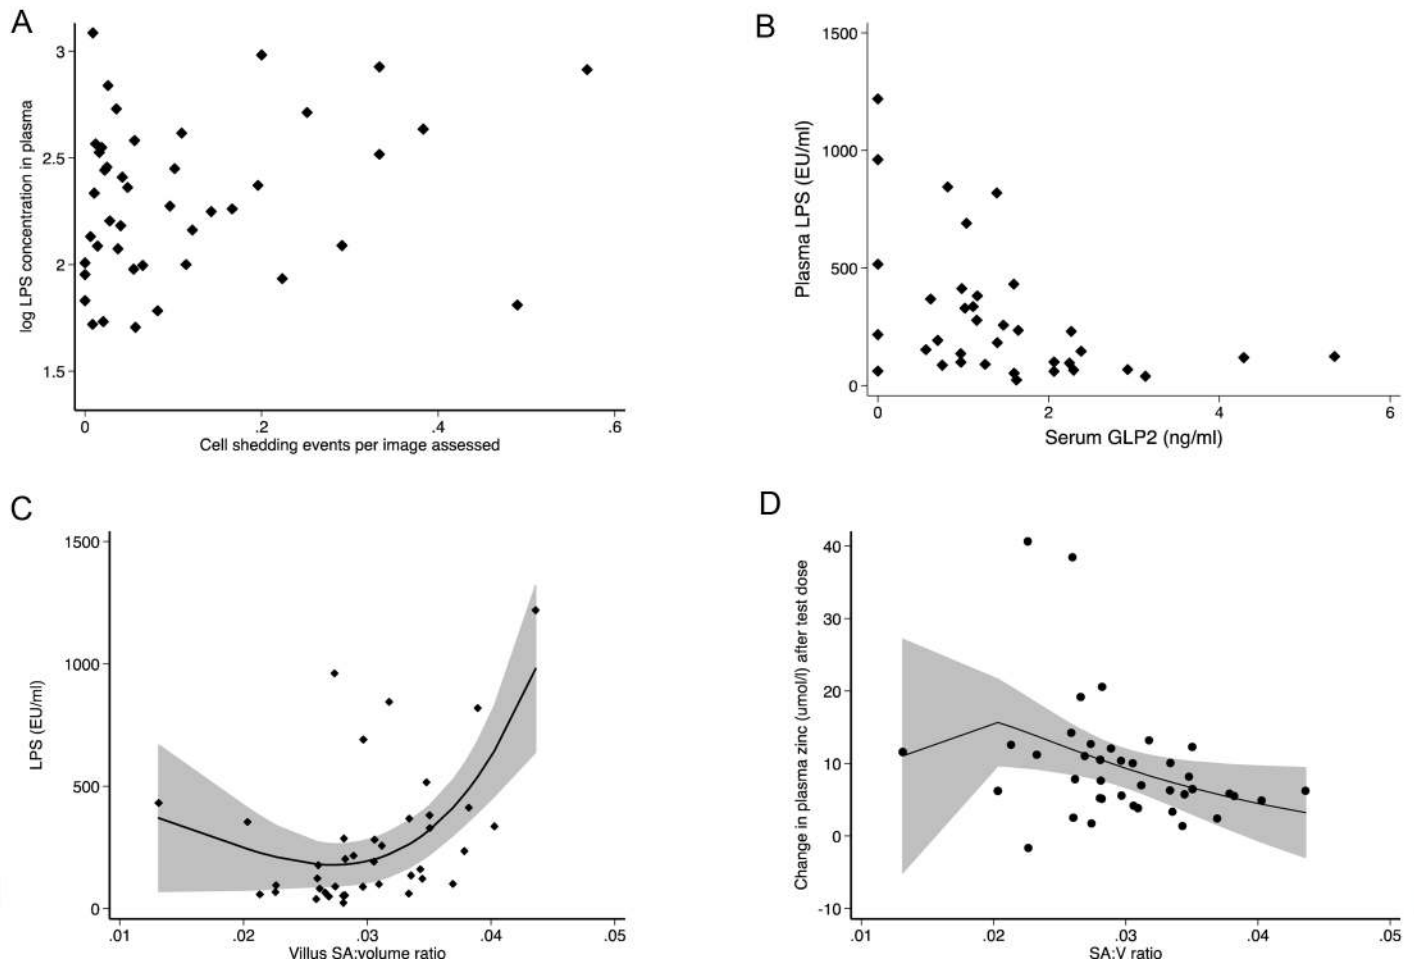 A
3
2.5
2
1.5
log LPS concentration in plasma
0 .2 .4 .6
Cell shedding events per image assessed
B
1500
1000
500
0
Plasma LPS (EU/ml)
0 2 4 6
Serum GLP2 (ng/ml)
C
1500
1000
500
0
LPS (EU/ml)
.01 .02 .03 .04 .05
Villus SA:volume ratio
D
40
30
20
10
0
-10
Change in plasma zinc (umol/l) after test dose
.01 .02 .03 .04 .05
SA:V ratio